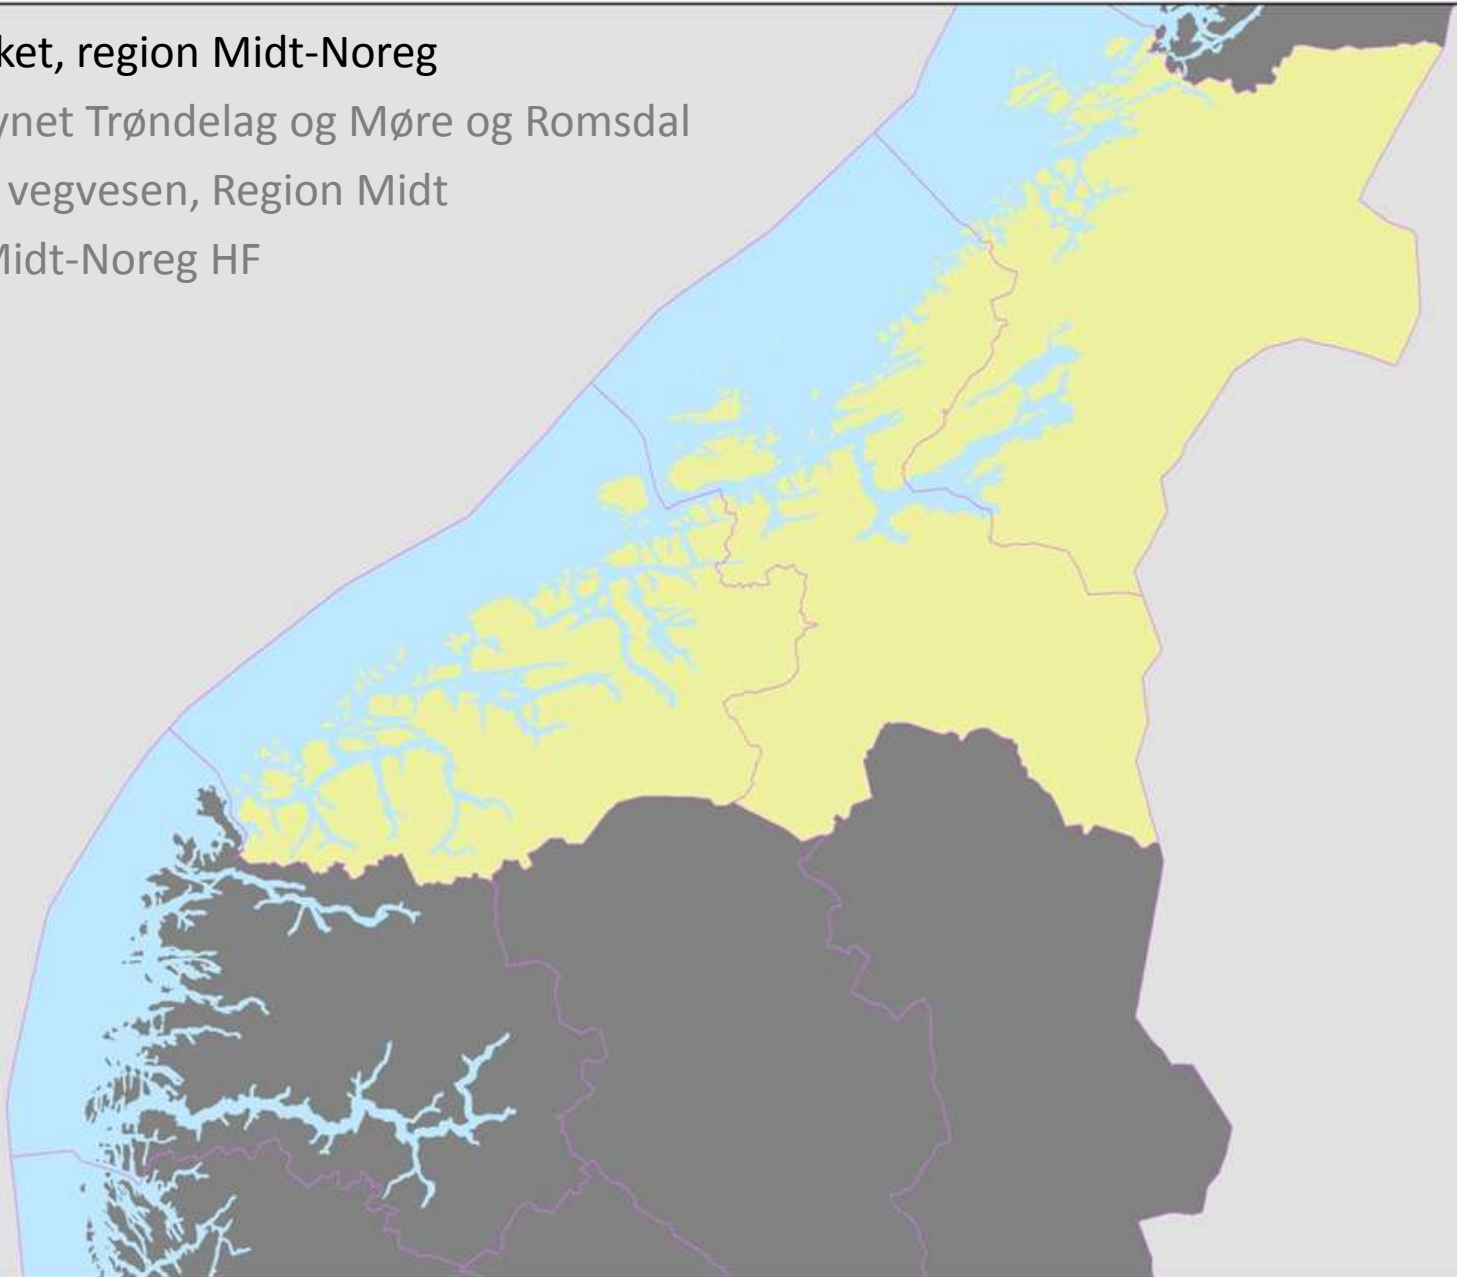 ket, region Midt-Noreg
ynet Trøndelag og Møre og Romsdal
vegvesen, Region Midt
Midt-Noreg HF